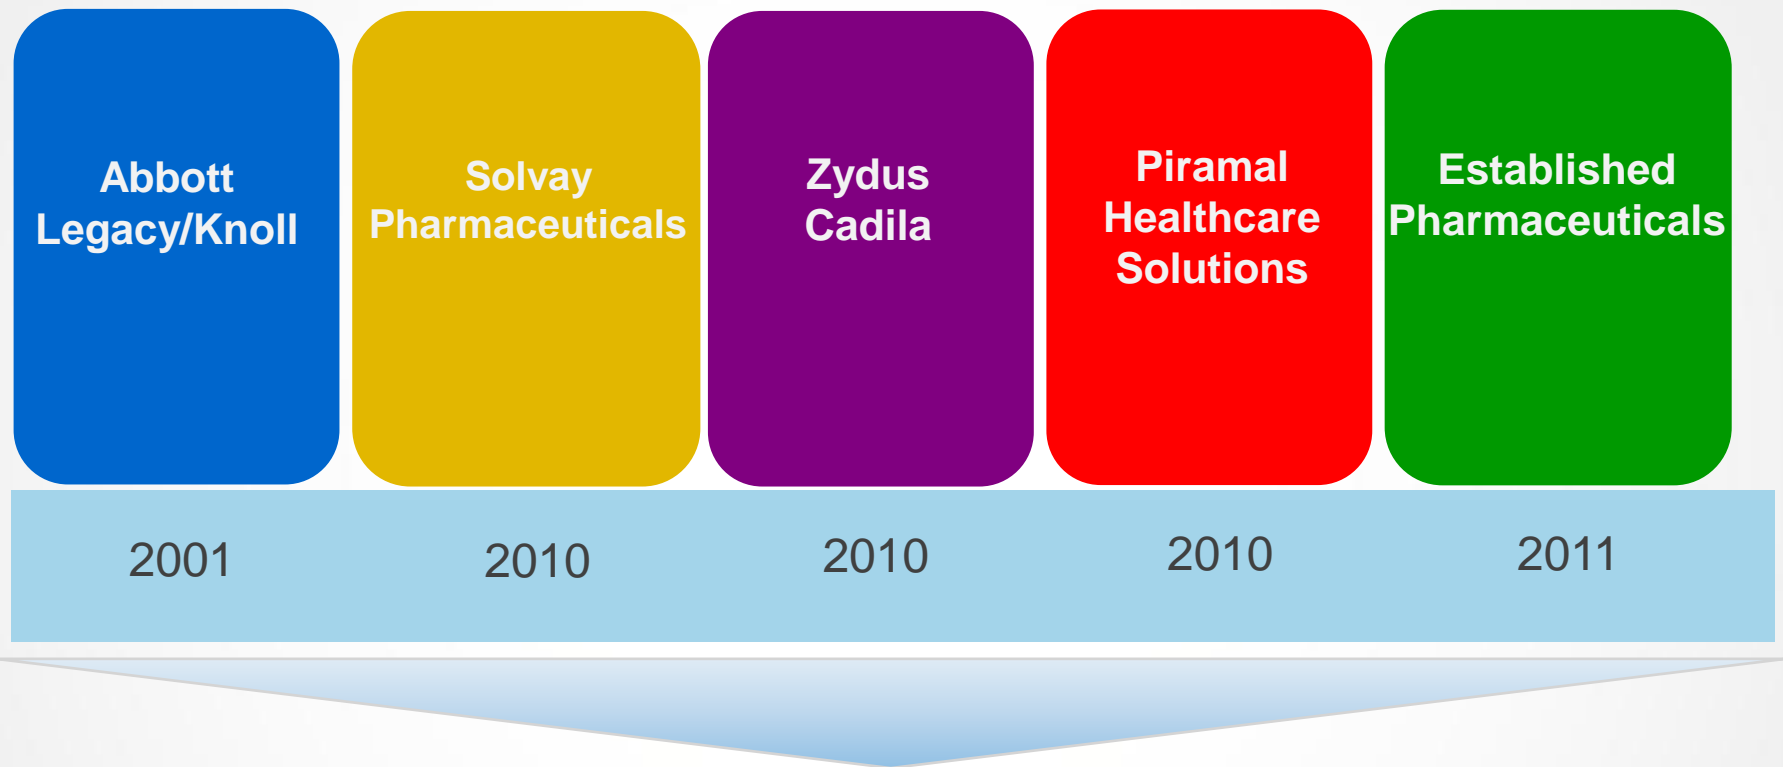 Abbott
Legacy/Knoll
Solvay
Pharmaceuticals
Zydus
Cadila
Piramal
Healthcare
Solutions
Established
Pharmaceuticals
2001
2010
2010
2010
2011